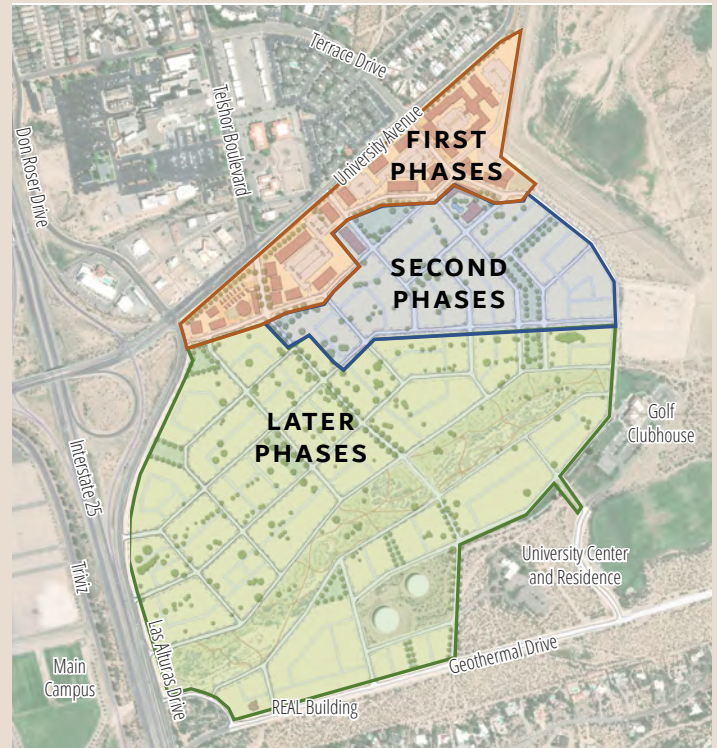 Terrace Drive
Telshor Boulevard
Don Roser Drive
University Avenue
FIRST
PHASES
SECOND
PHASES
LATER
PHASES
Golf
Clubhouse
Interstate 25
University Center
and Residence
Triviz
Las Alturas Drive
Geothermal Drive
Main
Campus
REAL Building